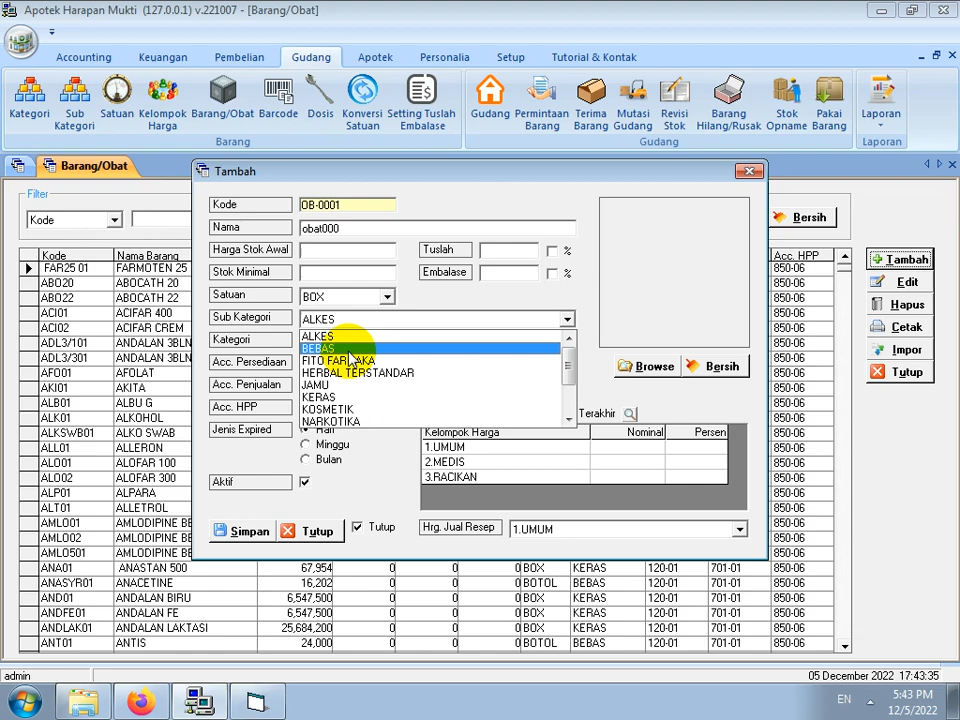 Apotek Harapan Mukti (127.0.0.1) v.221007 - [Barang/Obat]
Accounting Keuangan Pembelian Gudang Apotek Personalia Setup Tutorial & Kontak
Kategori Sub Kategori Satuan Kelompok Harga Barang/Obat Barcode Dosis Konversi Satuan Setting Tuslah Embalase Gudang Permintaan Barang Terima Barang Mutasi Gudang Revisi Stok Barang Hilang/Rusak Stok Opname Pakai Barang Laporan
Barang Gudang Laporan
Barang/Obat
Tambah
Filter
Kode
Bersih
Kode OB-0001
Nama obat000
Harga Stok Awal Tuslah %
Stok Minimal Embalase %
Satuan BOX
Sub Kategori ALKES
ALKES
BEBAS
FITO FARMAKA
HERBAL TERSTANDAR
JAMU
KERAS
KOSMETIK
NARKOTIKA
Kategori
Acc. Persediaan
Acc. Penjualan
Acc. HPP
Jenis Expired
Hari
Minggu
Bulan
Aktif
Browse Bersih
Terakhir
Kelompok Harga Nominal Persen
1.UMUM
2.MEDIS
3.RACIKAN
Simpan Tutup Tutup Hrg. Jual Resep 1.UMUM
Kode Nama Barang Acc. HPP
FAR25 01 FARMOTEN 25 850-06
ABO20 ABOCATH 20 850-06
ABO22 ABOCATH 22 850-06
ACI01 ACIFAR 400 850-06
ACI02 ACIFAR CREM 850-06
ADL3/101 ADL 850-06
ADL3/301 ADL 850-06
AFO01 AFOLAT 850-06
AKI01 AKITA 850-06
ALB01 ALBU G 850-06
ALK01 ALKOHOL 850-06
ALKSWB01 ALKO SWAB 850-06
ALL01 ALLERON 850-06
ALO01 ALOFAR 100 850-06
ALO02 ALOFAR 300 850-06
ALP01 ALPARA 850-06
ALT01 ALLETROL 850-06
AMLO01 AMLODIPINE BE 850-06
AML02 AMLODIPINE BE 850-06
AMLO501 AMLODIPINE BE 850-06
ANA01 ANASTAN 500 67,954 0 0 0 BOX KERAS 120-01 701-01 850-06
ANASYR01 ANACETINE 16,202 0 0 0 BOTOL BEBAS 120-01 701-01 850-06
AND01 ANDALAN BIRU 6,547,500 0 0 0 BOX KERAS 120-01 701-01 850-06
ANDFE01 ANDALAN FE 6,547,500 0 0 0 BOX KERAS 120-01 701-01 850-06
ANDLAK01 ANDALAN LAKTASI 25,684,200 0 0 0 BOX KERAS 120-01 701-01 850-06
ANT01 ANTIS 24,000 0 0 0 BOTOL BEBAS 120-01 701-01 850-06
Tambah
Edit
Hapus
Cetak
Impor
Tutup
admin 05 December 2022 17:43:35
EN 5:43 PM
12/5/2022